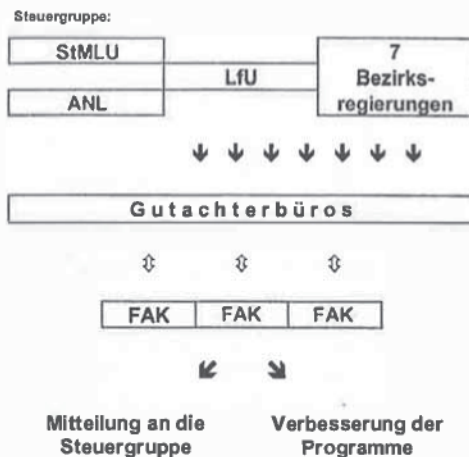 Steuergruppe:
StMLU
LfU
ANL
7
Bezirks-
regierungen
Gutachterbüros
FAK FAK FAK
Mitteilung an die
Steuergruppe
Verbesserung der
Programme